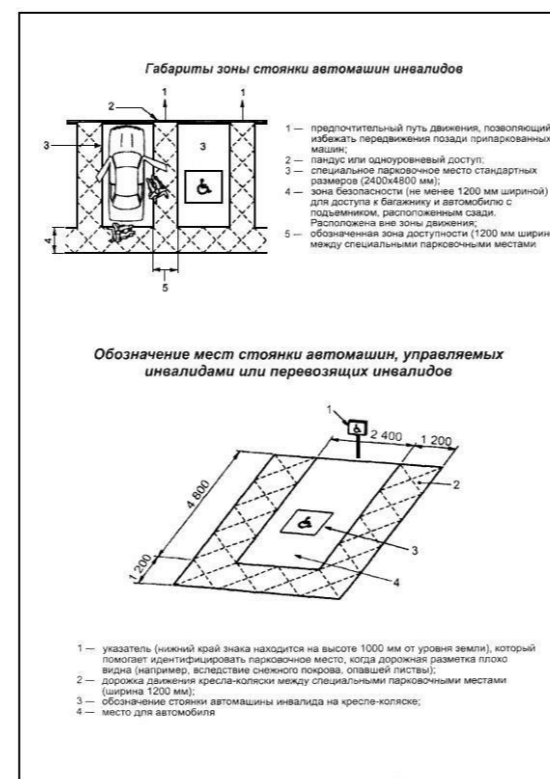 Габариты зоны стоянки автомашин инвалидов
1
1
2
3
3
4
5
1 — предпочтительный путь движения, позволяющий
избежать передвижения позади припаркованных
машин;
2 — пандус или одноуровневый доступ;
3 — специальное парковочное место стандартных
размеров (2400х4800 мм);
4 — зона безопасности (не менее 1200 мм шириной)
для доступа к багажнику и автомобилю с
подъемником, расположенным сзади.
Расположена вне зоны движения;
5 — обозначенная зона доступности (1200 мм ширин
между специальными парковочными местами
Обозначение мест стоянки автомашин, управляемых
инвалидами или перевозящих инвалидов
1
2 400
1 200
4 800
2
3
1 200
4
1 — указатель (нижний край знака находится на высоте 1000 мм от уровня земли), который
помогает идентифицировать парковочное место, когда дорожная разметка плохо
видна (например, вследствие снежного покрова, опавшей листвы);
2 — дорожка движения кресла-коляски между специальными парковочными местами
(ширина 1200 мм);
3 — обозначение стоянки автомашины инвалида на кресле-коляске;
4 — место для автомобиля